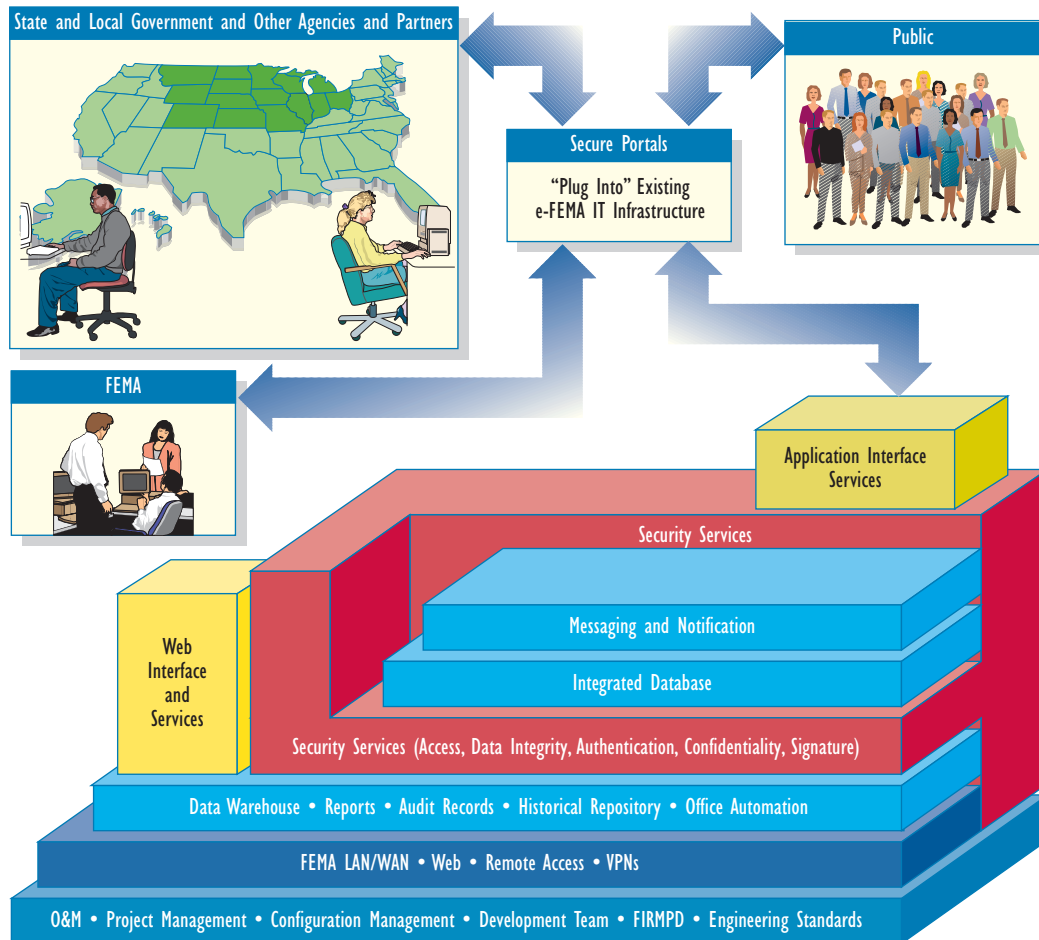 State and Local Government and Other Agencies and Partners
Public
Secure Portals
“Plug Into” Existing
e-FEMA IT Infrastructure
FEMA
Application Interface
Services
Security Services
Messaging and Notification
Integrated Database
Web
Interface
and
Services
Security Services (Access, Data Integrity, Authentication, Confidentiality, Signature)
Data Warehouse • Reports • Audit Records • Historical Repository • Office Automation
FEMA LAN/WAN • Web • Remote Access • VPNs
O&M • Project Management • Configuration Management • Development Team • FIRMPD • Engineering Standards